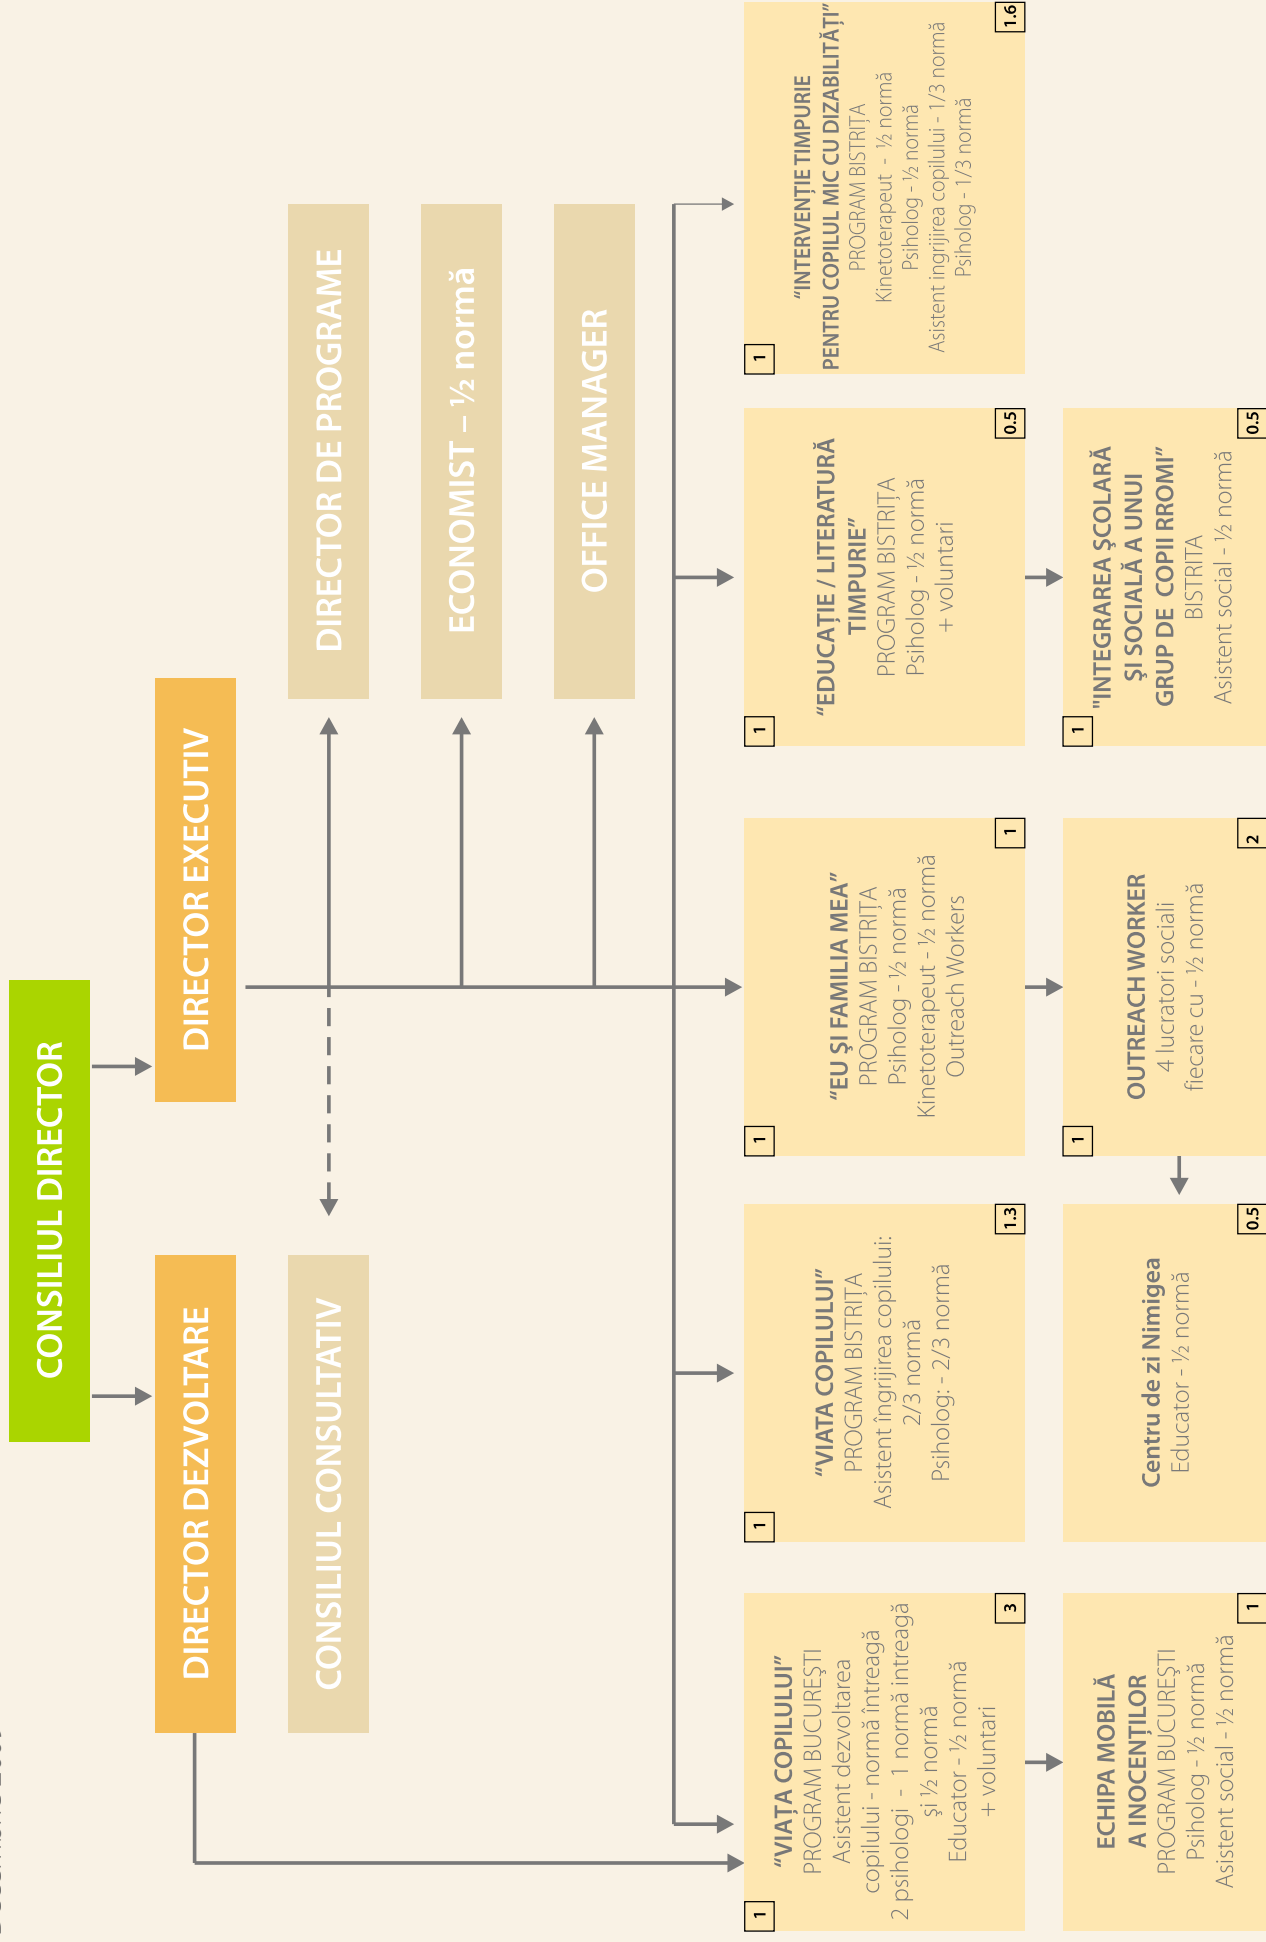 CONSILIUL DIRECTOR
DIRECTOR DEZVOLTARE
DIRECTOR EXECUTIV
CONSILIUL CONSULTATIV
DIRECTOR DE PROGRAME
ECONOMIST – ½ normă
OFFICE MANAGER
1
“VIAȚA COPILULUI”
PROGRAM BUCUREȘTI
Asistent dezvoltarea
copilului - normă întreagă
2 psihologi - 1 normă intreagă
și ½ normă
Educator - ½ normă
+ voluntari
3
1
“VIATA COPILULUI”
PROGRAM BISTRIȚA
Asistent îngrijirea copilului:
2/3 normă
Psiholog: - 2/3 normă
1.3
1
“EU ȘI FAMILIA MEA”
PROGRAM BISTRIȚA
Psiholog - ½ normă
Kinetoterapeut - ½ normă
Outreach Workers
1
1
“EDUCAȚIE / LITERATURĂ
TIMPURIE”
PROGRAM BISTRIȚA
Psiholog - ½ normă
+ voluntari
0.5
1
“INTERVENȚIE TIMPURIE
PENTRU COPILUL MIC CU DIZABILITĂȚI”
PROGRAM BISTRIȚA
Kinetoterapeut - ½ normă
Psiholog - ½ normă
Asistent ingrijirea copilului - 1/3 normă
Psiholog - 1/3 normă
1.6
ECHIPA MOBILĂ
A INOCENȚILOR
PROGRAM BUCUREȘTI
Psiholog - ½ normă
Asistent social - ½ normă
1
Centru de zi Nimigea
Educator - ½ normă
0.5
1
OUTREACH WORKER
4 lucratori sociali
fiecare cu - ½ normă
2
1
"INTEGRAREA ȘCOLARĂ
ȘI SOCIALĂ A UNUI
GRUP DE COPII RROMI”
BISTRITA
Asistent social - ½ normă
0.5